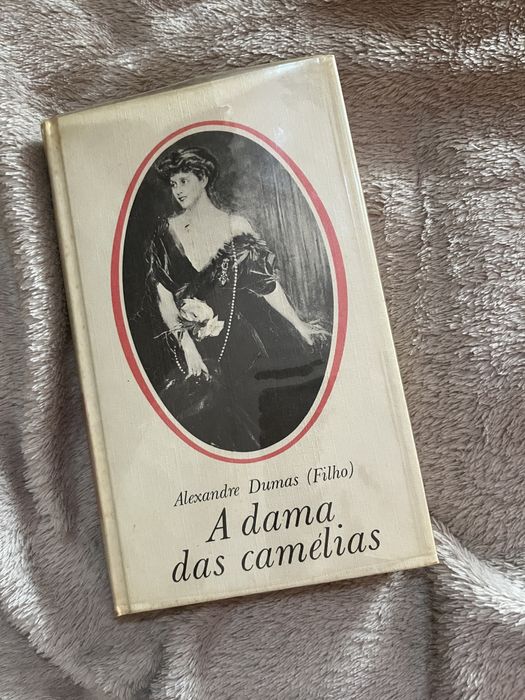 Alexandre Dumas (Filho)
A dama
das camélias